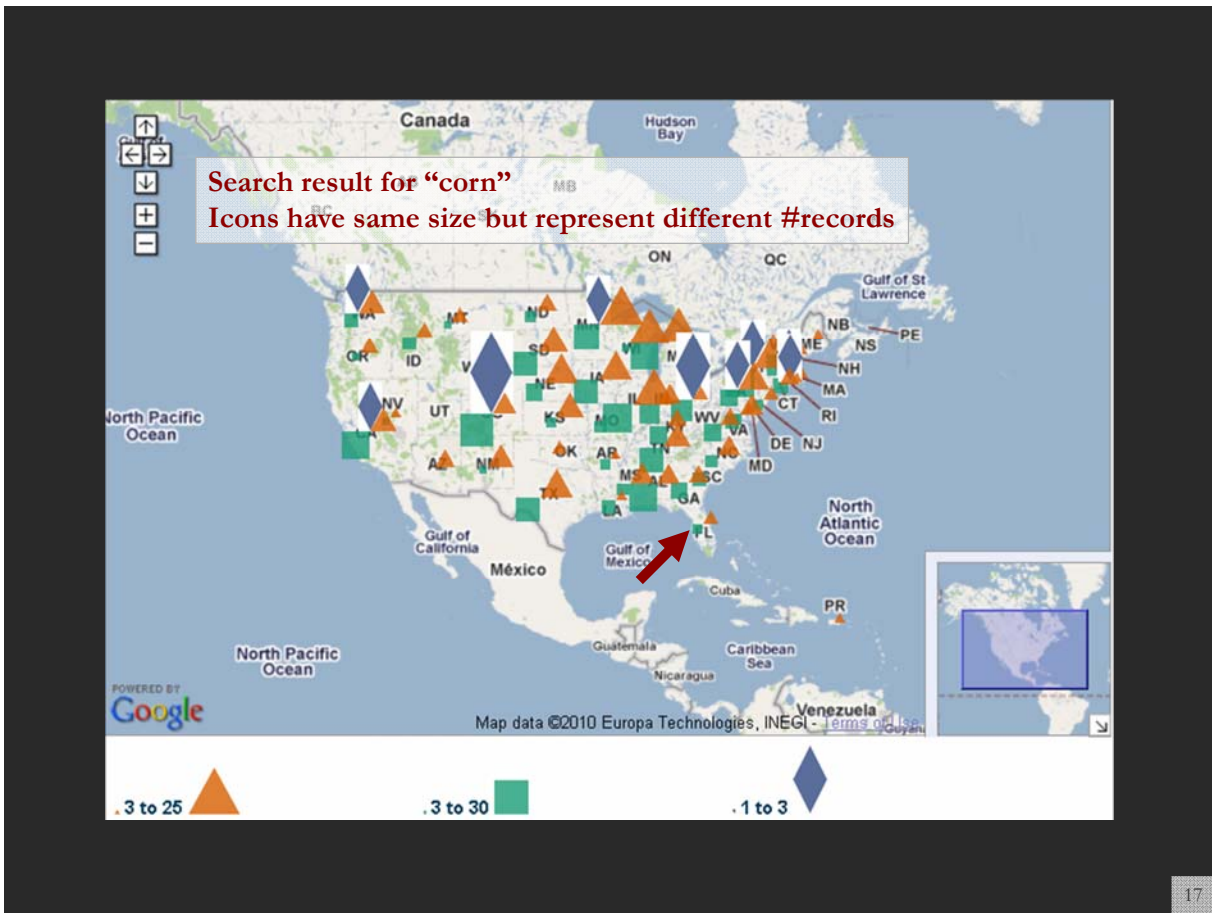 Canada
Hudson
Bay
Search result for “corn”
Icons have same size but represent different #records
MB
BC
ON
QC
Gulf of St
Lawrence
NB
PE
NS
ME
NH
MA
RI
CT
NJ
DE
MD
MT
ND
MN
OR
ID
SD
WI
IA
NE
NV
UT
KS
MO
IL
KY
WV
VA
CA
AZ
NM
OK
AR
TN
NC
SC
MS
AL
GA
TX
LA
FL
North Pacific
Ocean
Gulf of
California
México
Gulf of
Mexico
North
Atlantic
Ocean
Cuba
PR
Guatemala
Caribbean
Sea
Nicaragua
Venezuela
North Pacific
Ocean
POWERED BY
Google
Map data ©2010 Europa Technologies, INEGI - Terms of Use
.3 to 25
.3 to 30
.1 to 3
17